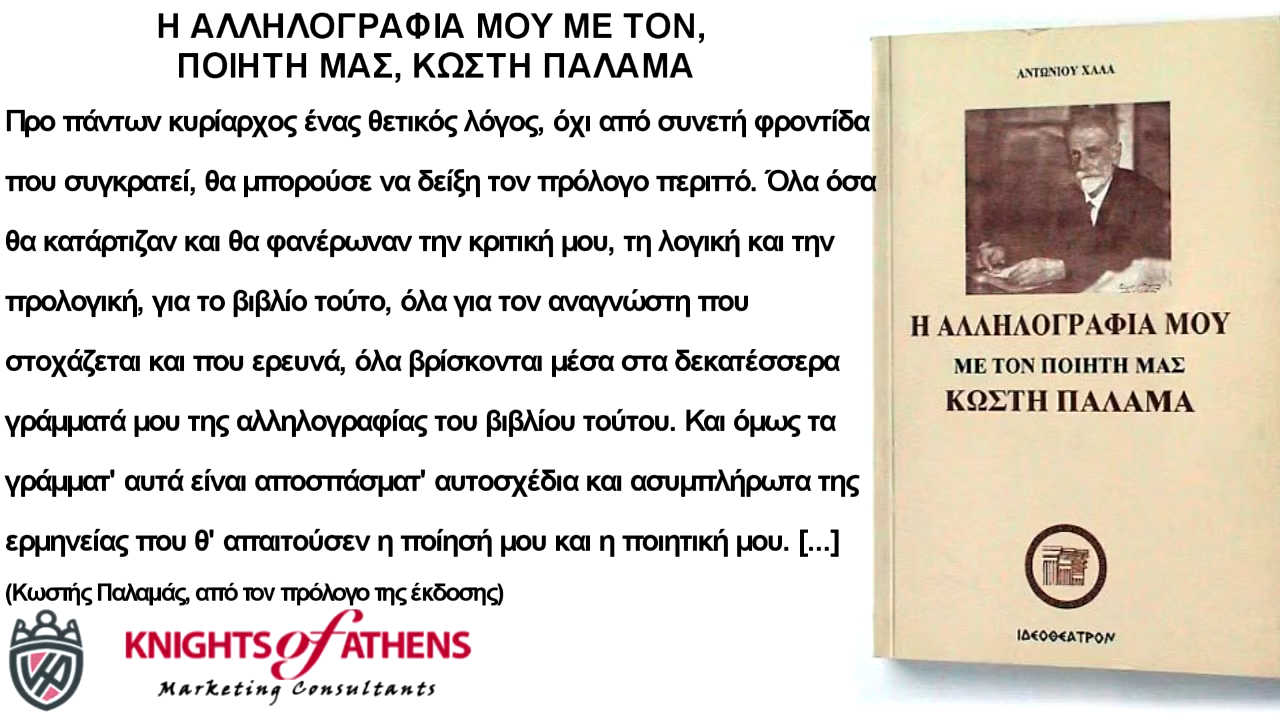 Η ΑΛΛΗΛΟΓΡΑΦΙΑ ΜΟΥ ΜΕ ΤΟΝ,
ΠΟΙΗΤΗ ΜΑΣ, ΚΩΣΤΗ ΠΑΛΑΜΑ
Προ πάντων κυρίαρχος ένας θετικός λόγος, όχι από συνετή φροντίδα
που συγκρατεί, θα μπορούσε να δείξη τον πρόλογο περιττό. Όλα όσα
θα κατάρτιζαν και θα φανέρωναν την κριτική μου, τη λογική και την
προλογική, για το βιβλίο τούτο, όλα για τον αναγνώστη που
στοχάζεται και που ερευνά, όλα βρίσκονται μέσα στα δεκατέσσερα
γράμματά μου της αλληλογραφίας του βιβλίου τούτου. Και όμως τα
γράμματ' αυτά είναι αποσπάσματ' αυτοσχέδια και ασυμπλήρωτα της
ερμηνείας που θ' απαιτούσεν η ποίησή μου και η ποιητική μου. [...]
(Κωστής Παλαμάς, από τον πρόλογο της έκδοσης)
KNIGHTS of ATHENS
Marketing Consultants
ΑΝΤΩΝΙΟΥ ΧΑΛΑ
Η ΑΛΛΗΛΟΓΡΑΦΙΑ ΜΟΥ
ΜΕ ΤΟΝ ΠΟΙΗΤΗ ΜΑΣ
ΚΩΣΤΗ ΠΑΛΑΜΑ
ΙΔΕΟΘΕΑΤΡΟΝ